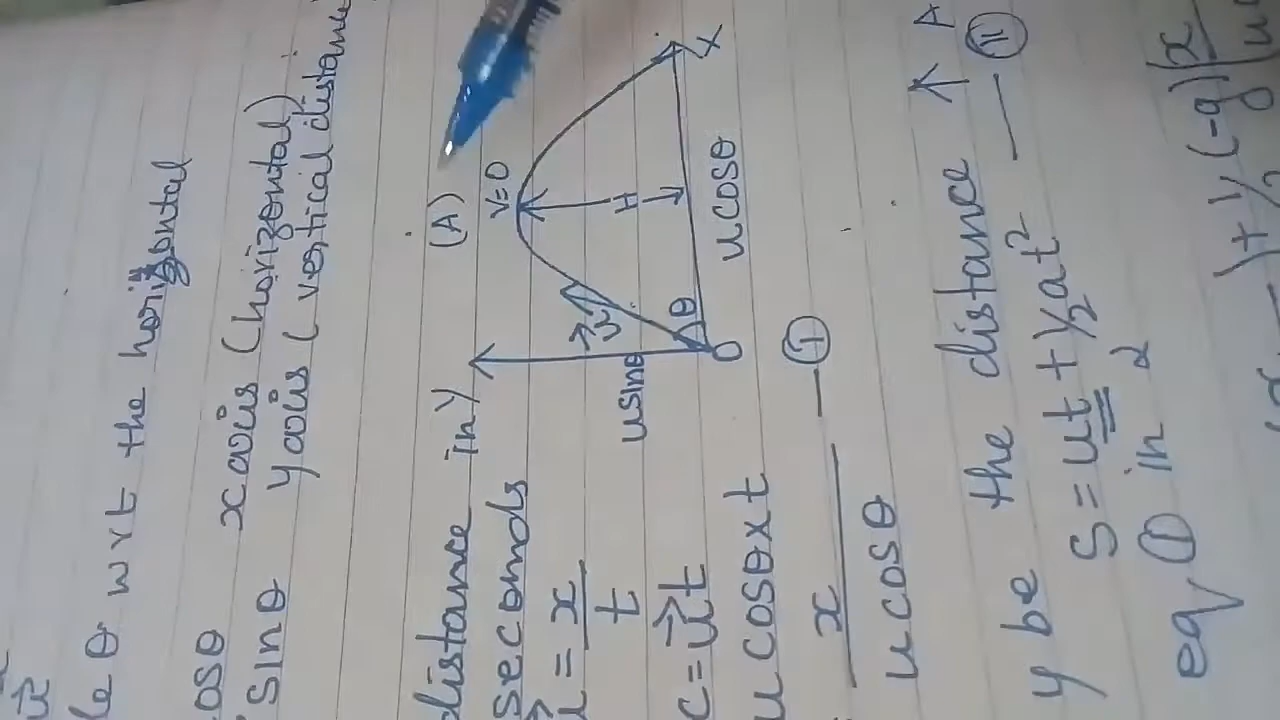 u⃗
le θ wrt the horizontal
cosθ x axis (horizontal)
sinθ y axis (vertical distance
distance in
seconds
u⃗ = x/t
= u⃗t
u cosθ x t
x/u cosθ — (I)
y be the distance ↑
S = ut + ½at² — (II)
eq (1) in 2
+ ½ (-g) x
(A)
v=0
Y
u⃗
H
usinθ
θ
O
X
ucosθ